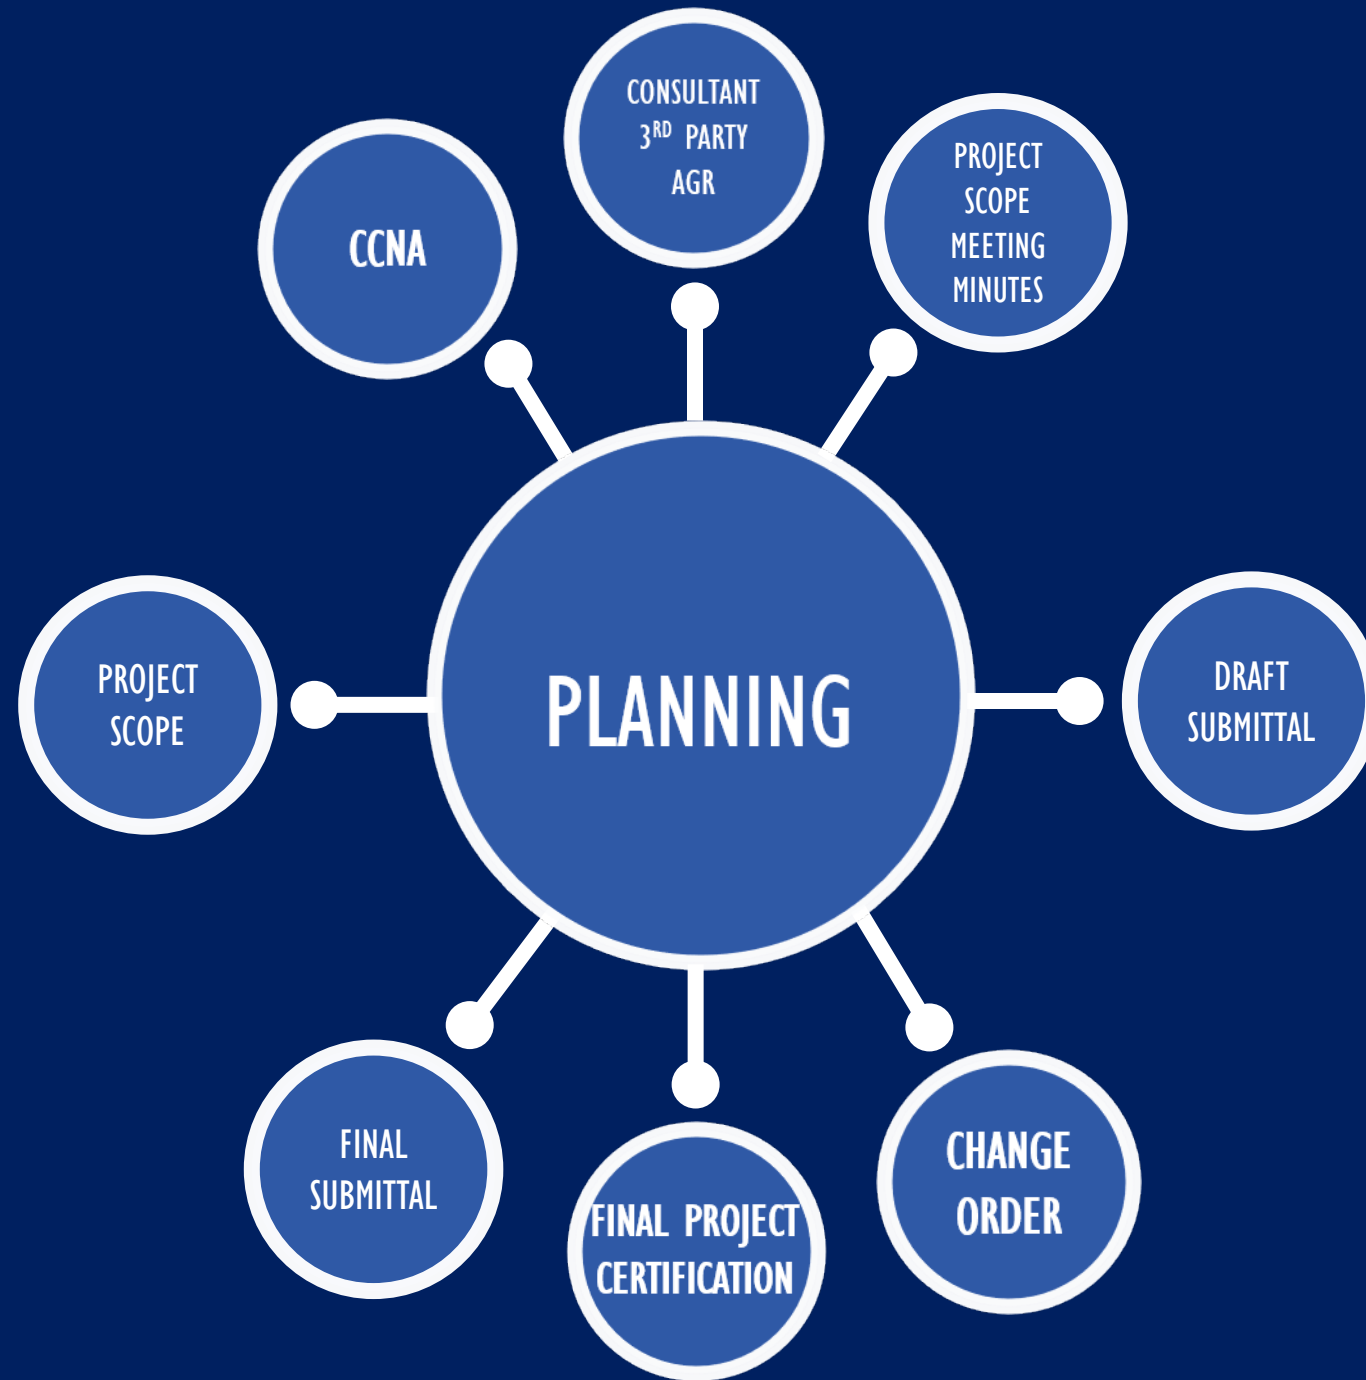 CONSULTANT
3RD PARTY
AGR
PROJECT
SCOPE
MEETING
MINUTES
CCNA
PLANNING
PROJECT
SCOPE
DRAFT
SUBMITTAL
FINAL
SUBMITTAL
FINAL PROJECT
CERTIFICATION
CHANGE
ORDER